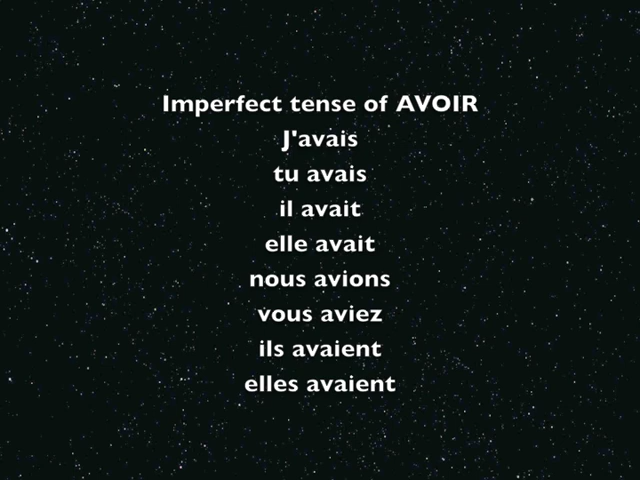 Imperfect tense of AVOIR
J'avais
tu avais
il avait
elle avait
nous avions
vous aviez
ils avaient
elles avaient